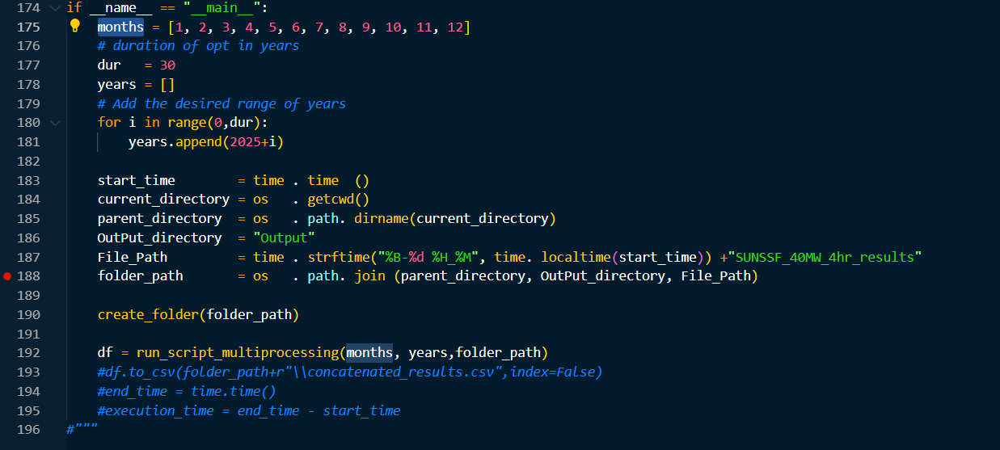 174 if __name__ == "__main__":
175 months = [1, 2, 3, 4, 5, 6, 7, 8, 9, 10, 11, 12]
176 # duration of opt in years
177 dur   = 30
178 years = []
179 # Add the desired range of years
180 for i in range(0,dur):
181 years.append(2025+i)
182
183 start_time        = time . time  ()
184 current_directory = os   . getcwd()
185 parent_directory  = os   . path. dirname(current_directory)
186 OutPut_directory  = "Output"
187 File_Path         = time . strftime("%B-%d %H_%M", time. localtime(start_time)) +"SUNSSF_40MW_4hr_results"
188 folder_path       = os   . path. join (parent_directory, OutPut_directory, File_Path)
189
190 create_folder(folder_path)
191
192 df = run_script_multiprocessing(months, years,folder_path)
193 #df.to_csv(folder_path+r"\\concatenated_results.csv",index=False)
194 #end_time = time.time()
195 #execution_time = end_time - start_time
196 #"""